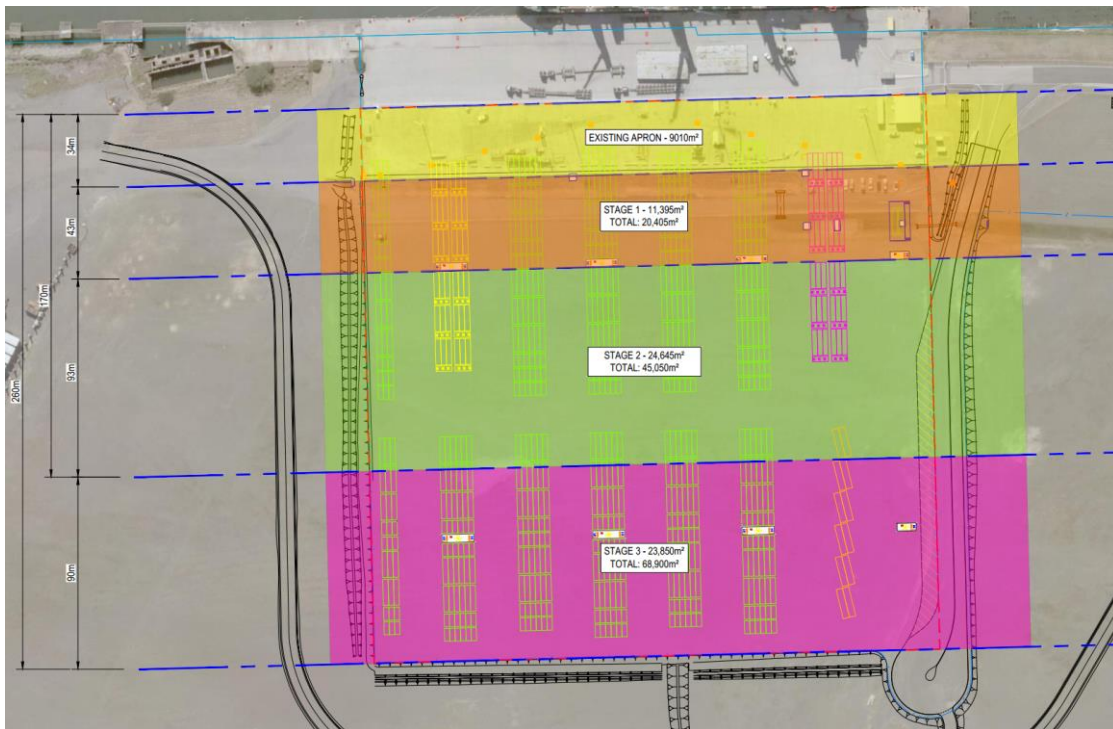 EXISTING APRON - 9010m²
34m
STAGE 1 - 11,395m²
TOTAL: 20,405m²
43m
170m
STAGE 2 - 24,645m²
TOTAL: 45,050m²
93m
260m
STAGE 3 - 23,850m²
TOTAL: 68,900m²
90m